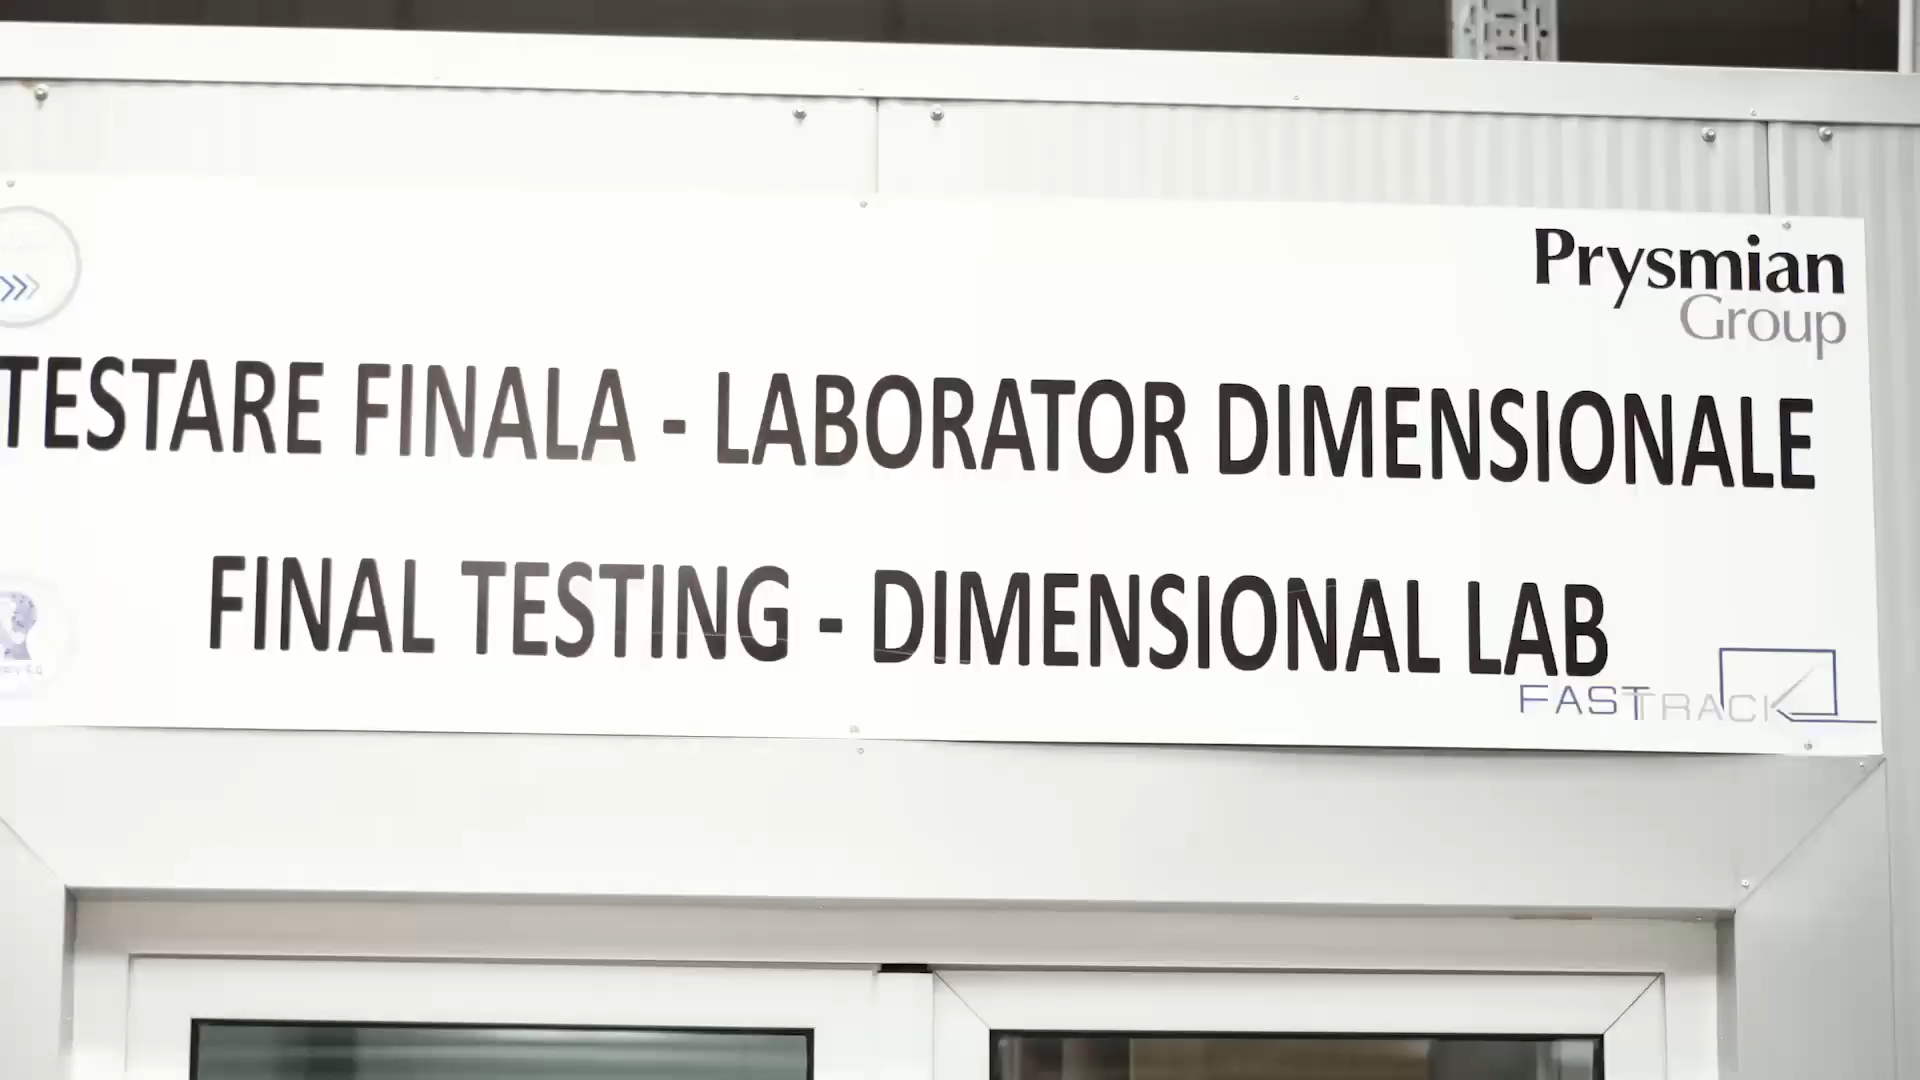 Prysmian
Group
TESTARE FINALA - LABORATOR DIMENSIONALE
FINAL TESTING - DIMENSIONAL LAB
FASTTRACK